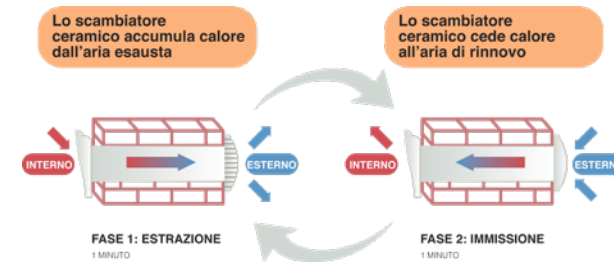 Lo scambiatore
ceramico accumula calore
dall'aria esausta
Lo scambiatore
ceramico cede calore
all'aria di rinnovo
INTERNO
ESTERNO
INTERNO
ESTERN
FASE 1: ESTRAZIONE
1 MINUTO
FASE 2: IMMISSIONE
1 MINUTO